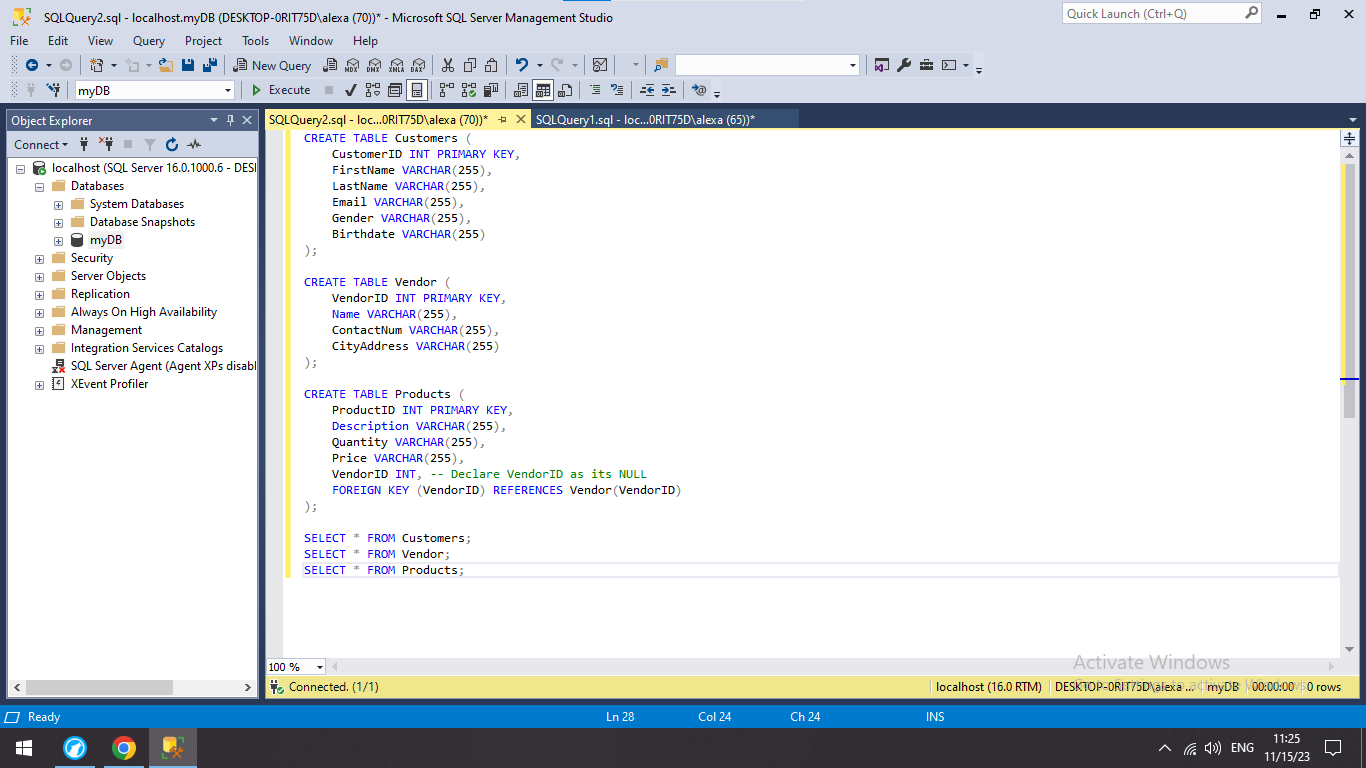 SQLQuery2.sql - localhost.myDB (DESKTOP-0RIT75D\alexa (70))* - Microsoft SQL Server Management Studio
Quick Launch (Ctrl+Q)
File Edit View Query Project Tools Window Help
New Query MDX DMX XMLA DAX
myDB Execute
Object Explorer
SQLQuery2.sql - loc...0RIT75D\alexa (70))* SQLQuery1.sql - loc...0RIT75D\alexa (65))*
Connect
localhost (SQL Server 16.0.1000.6 - DESI
Databases
System Databases
Database Snapshots
myDB
Security
Server Objects
Replication
Always On High Availability
Management
Integration Services Catalogs
SQL Server Agent (Agent XPs disabl
XEvent Profiler
CREATE TABLE Customers (
CustomerID INT PRIMARY KEY,
FirstName VARCHAR(255),
LastName VARCHAR(255),
Email VARCHAR(255),
Gender VARCHAR(255),
Birthdate VARCHAR(255)
);
CREATE TABLE Vendor (
VendorID INT PRIMARY KEY,
Name VARCHAR(255),
ContactNum VARCHAR(255),
CityAddress VARCHAR(255)
);
CREATE TABLE Products (
ProductID INT PRIMARY KEY,
Description VARCHAR(255),
Quantity VARCHAR(255),
Price VARCHAR(255),
VendorID INT, -- Declare VendorID as its NULL
FOREIGN KEY (VendorID) REFERENCES Vendor(VendorID)
);
SELECT * FROM Customers;
SELECT * FROM Vendor;
SELECT * FROM Products;
Activate Windows
Go to Settings to activate Windows.
100 %
Connected. (1/1) localhost (16.0 RTM) DESKTOP-0RIT75D\alexa ... myDB 00:00:00 0 rows
Ready Ln 28 Col 24 Ch 24 INS
ENG 11:25
11/15/23